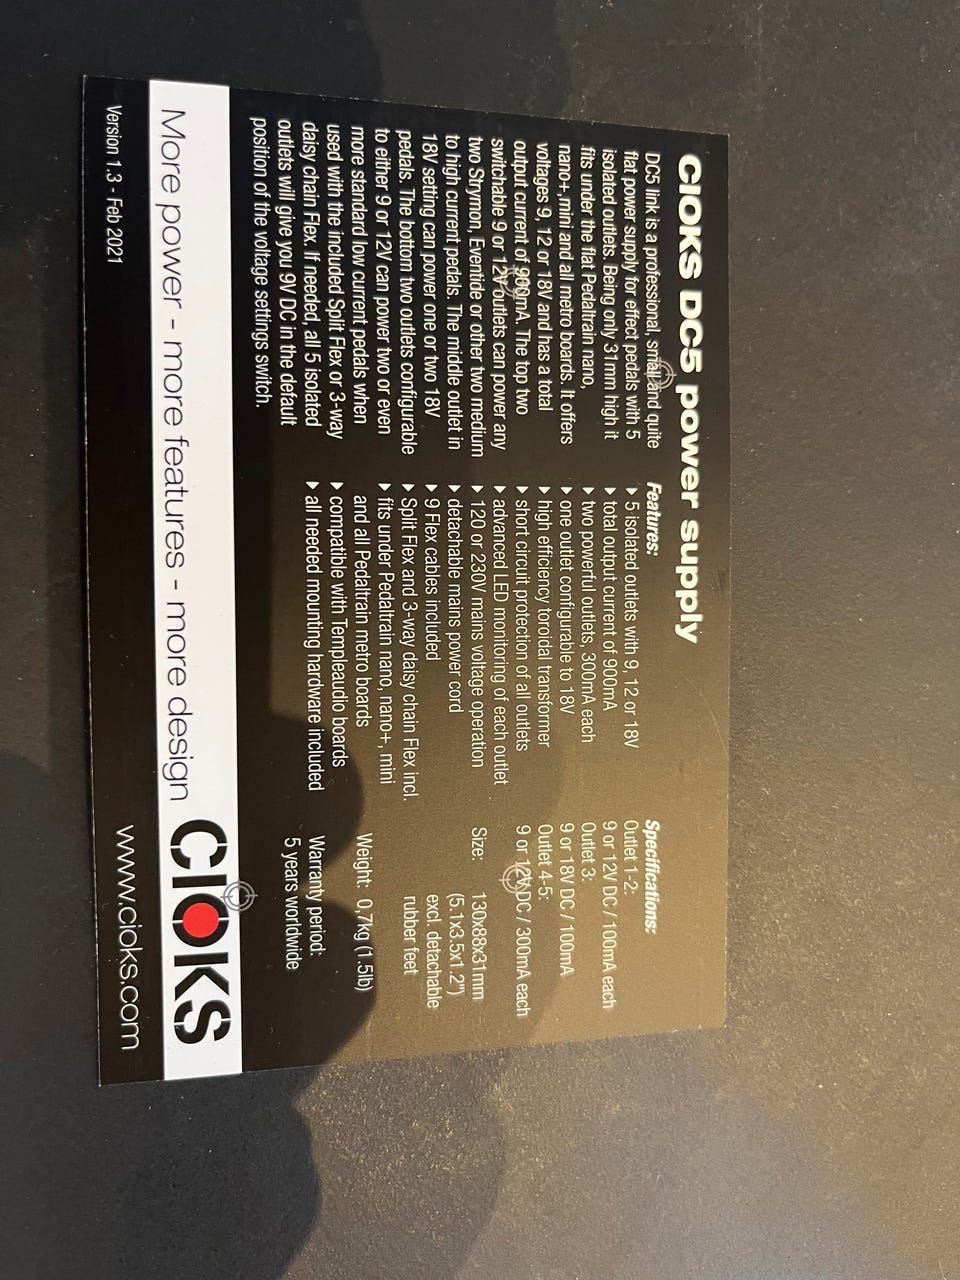 CIOKS DC5 power supply
DC5 link is a professional, small and quite
flat power supply for effect pedals with 5
isolated outlets. Being only 31mm high it
fits under the flat Pedaltrain nano,
nano+,mini and all metro boards. It offers
voltages 9, 12 or 18V and has a total
output current of 900mA. The top two
switchable 9 or 12V outlets can power any
two Strymon, Eventide or other two medium
to high current pedals. The middle outlet in
18V setting can power one or two 18V
pedals. The bottom two outlets configurable
to either 9 or 12V can power two or even
more standard low current pedals when
used with the included Split Flex or 3-way
daisy chain Flex. If needed, all 5 isolated
outlets will give you 9V DC in the default
position of the voltage settings switch.
Features:
▸ 5 isolated outlets with 9, 12 or 18V
▸ total output current of 900mA
▸ two powerful outlets, 300mA each
▸ one outlet configurable to 18V
▸ high efficiency toroidal transformer
▸ short circuit protection of all outlets
▸ advanced LED monitoring of each outlet
▸ 120 or 230V mains voltage operation
▸ detachable mains power cord
▸ 9 Flex cables included
▸ Split Flex and 3-way daisy chain Flex incl.
▸ fits under Pedaltrain nano, nano+, mini
and all Pedaltrain metro boards
▸ compatible with Templeaudio boards
▸ all needed mounting hardware included
Specifications:
Outlet 1-2:
9 or 12V DC / 100mA each
Outlet 3:
9 or 18V DC / 100mA
Outlet 4-5:
9 or 12V DC / 300mA each
Size: 130x88x31mm
(5.1x3.5x1.2")
excl. detachable
rubber feet
Weight: 0,7kg (1.5lb)
Warranty period:
5 years worldwide
More power - more features - more design
CIOKS
Version 1.3 - Feb 2021
www.cioks.com